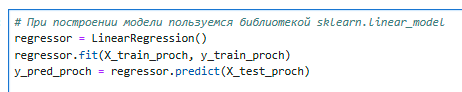 # При построении модели пользуемся библиотекой sklearn.linear_model
regressor = LinearRegression()
regressor.fit(X_train_proch, y_train_proch)
y_pred_proch = regressor.predict(X_test_proch)